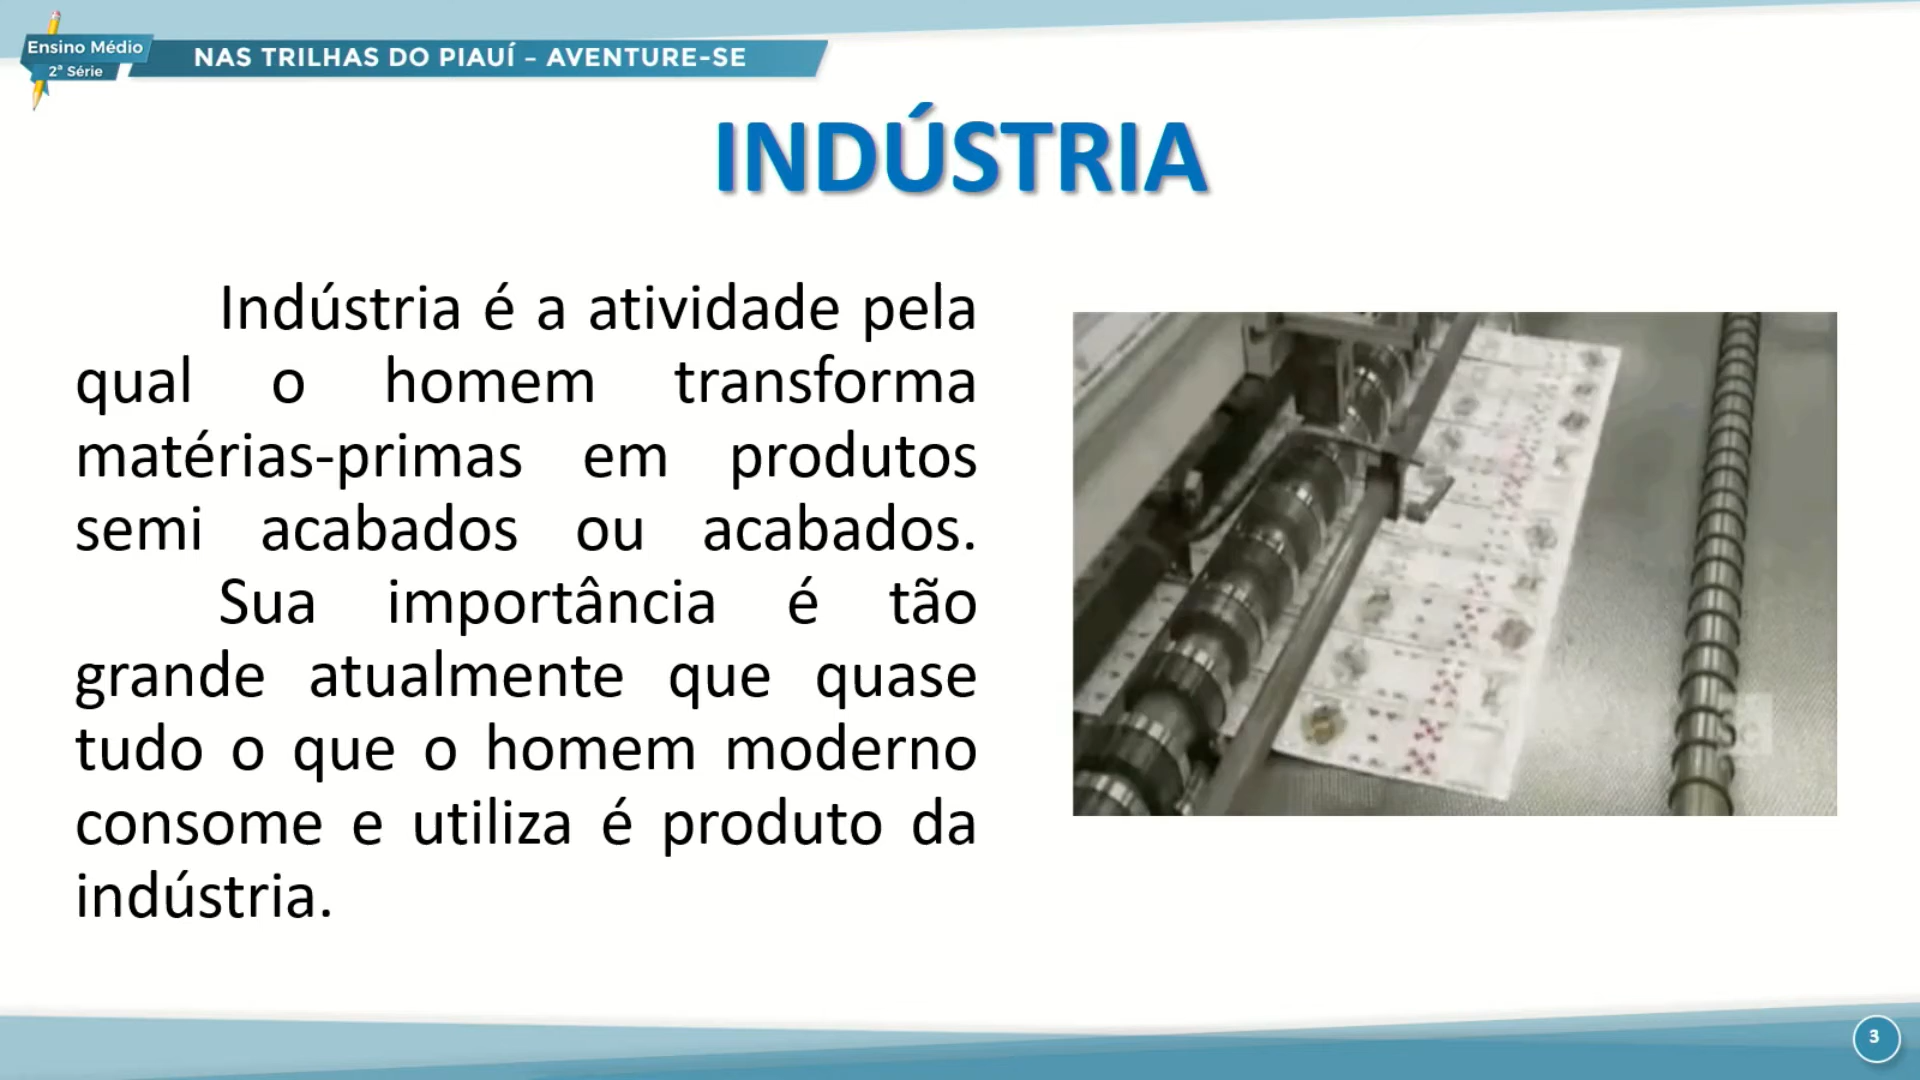 Ensino Médio
2ª Série
NAS TRILHAS DO PIAUÍ – AVENTURE-SE
INDÚSTRIA
Indústria é a atividade pela
qual o homem transforma
matérias-primas em produtos
semi acabados ou acabados.
Sua importância é tão
grande atualmente que quase
tudo o que o homem moderno
consome e utiliza é produto da
indústria.
3